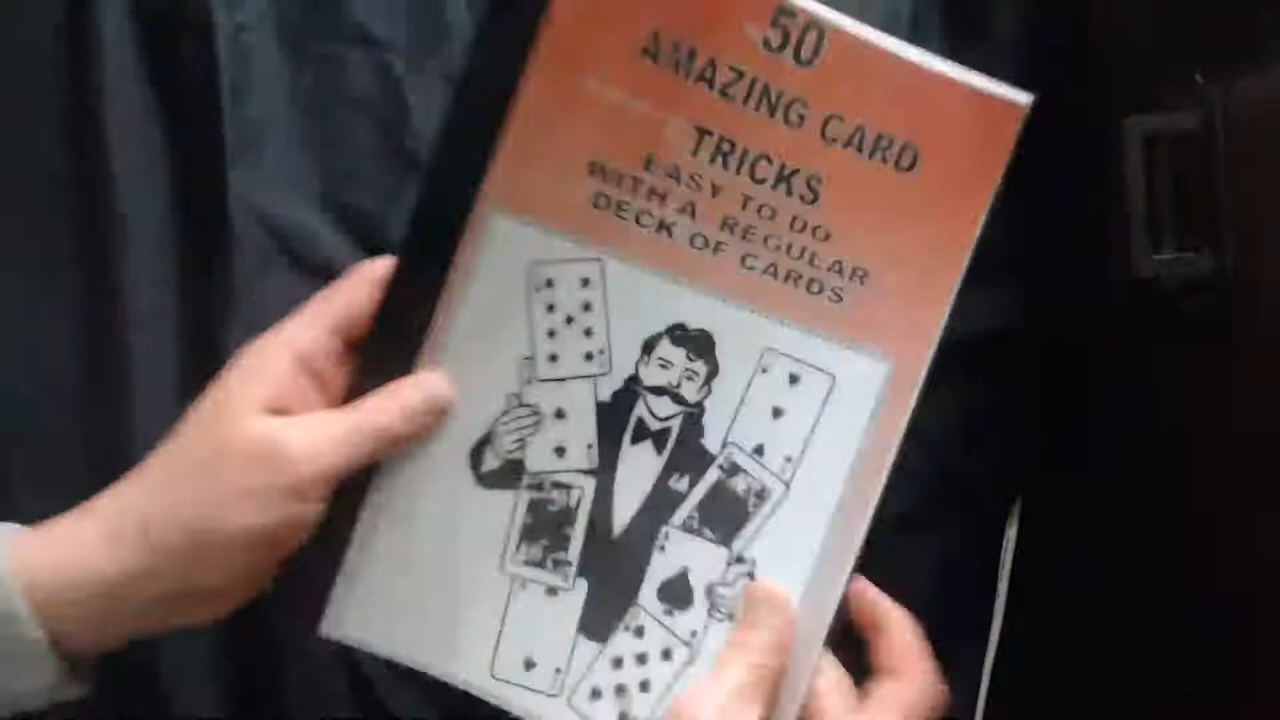 50
AMAZING CARD
TRICKS
EASY TO DO
WITH A REGULAR
DECK OF CARDS